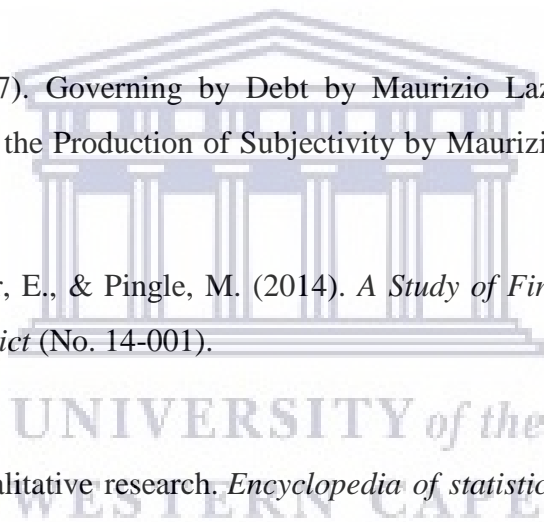 7). Governing by Debt by Maurizio Laz
the Production of Subjectivity by Maurizi
r, E., & Pingle, M. (2014). A Study of Fir
ict (No. 14-001).
UNIVERSITY of the
alitative research. Encyclopedia of statistic
WESTERN CAPE